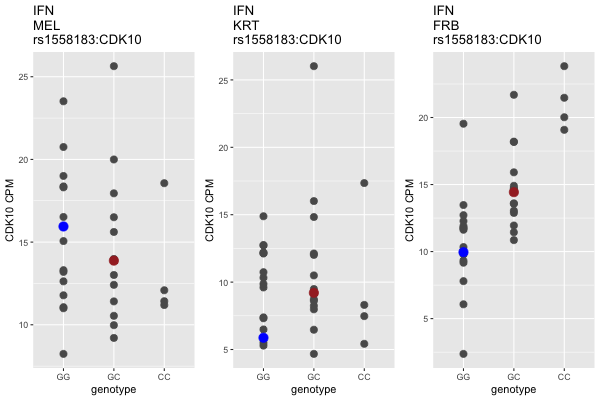 IFN
MEL
rs1558183:CDK10
25
20
15
10
CDK10 CPM
GG GC CC
genotype
IFN
KRT
rs1558183:CDK10
25
20
15
10
5
CDK10 CPM
GG GC CC
genotype
IFN
FRB
rs1558183:CDK10
20
15
10
5
CDK10 CPM
GG GC CC
genotype